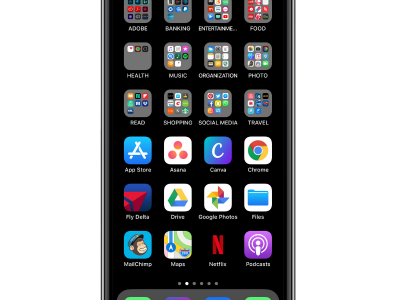 ADOBE BANKING ENTERTAINME... FOOD
HEALTH MUSIC ORGANIZATION PHOTO
READ SHOPPING SOCIAL MEDIA TRAVEL
App Store Asana Canva Chrome
Fly Delta Drive Google Photos Files
MailChimp Maps Netflix Podcasts